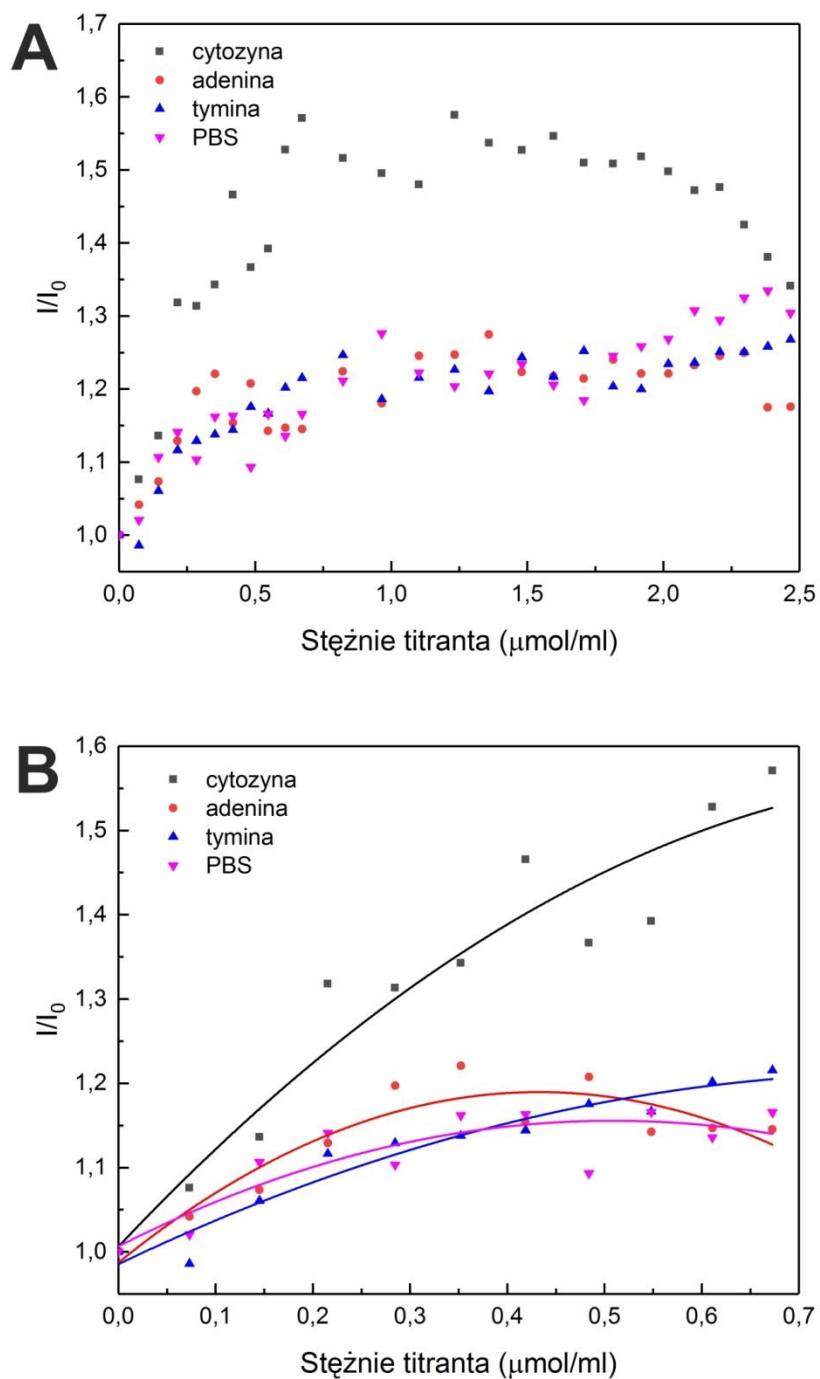 A
1,7
1,6
1,5
1,4
1,3
1,2
1,1
1,0
I/I₀
cytozyna
adenina
tymina
PBS
0,0 0,5 1,0 1,5 2,0 2,5
Stężnie titranta (μmol/ml)
B
1,6
1,5
1,4
1,3
1,2
1,1
1,0
I/I₀
cytozyna
adenina
tymina
PBS
0,0 0,1 0,2 0,3 0,4 0,5 0,6 0,7
Stężnie titranta (μmol/ml)